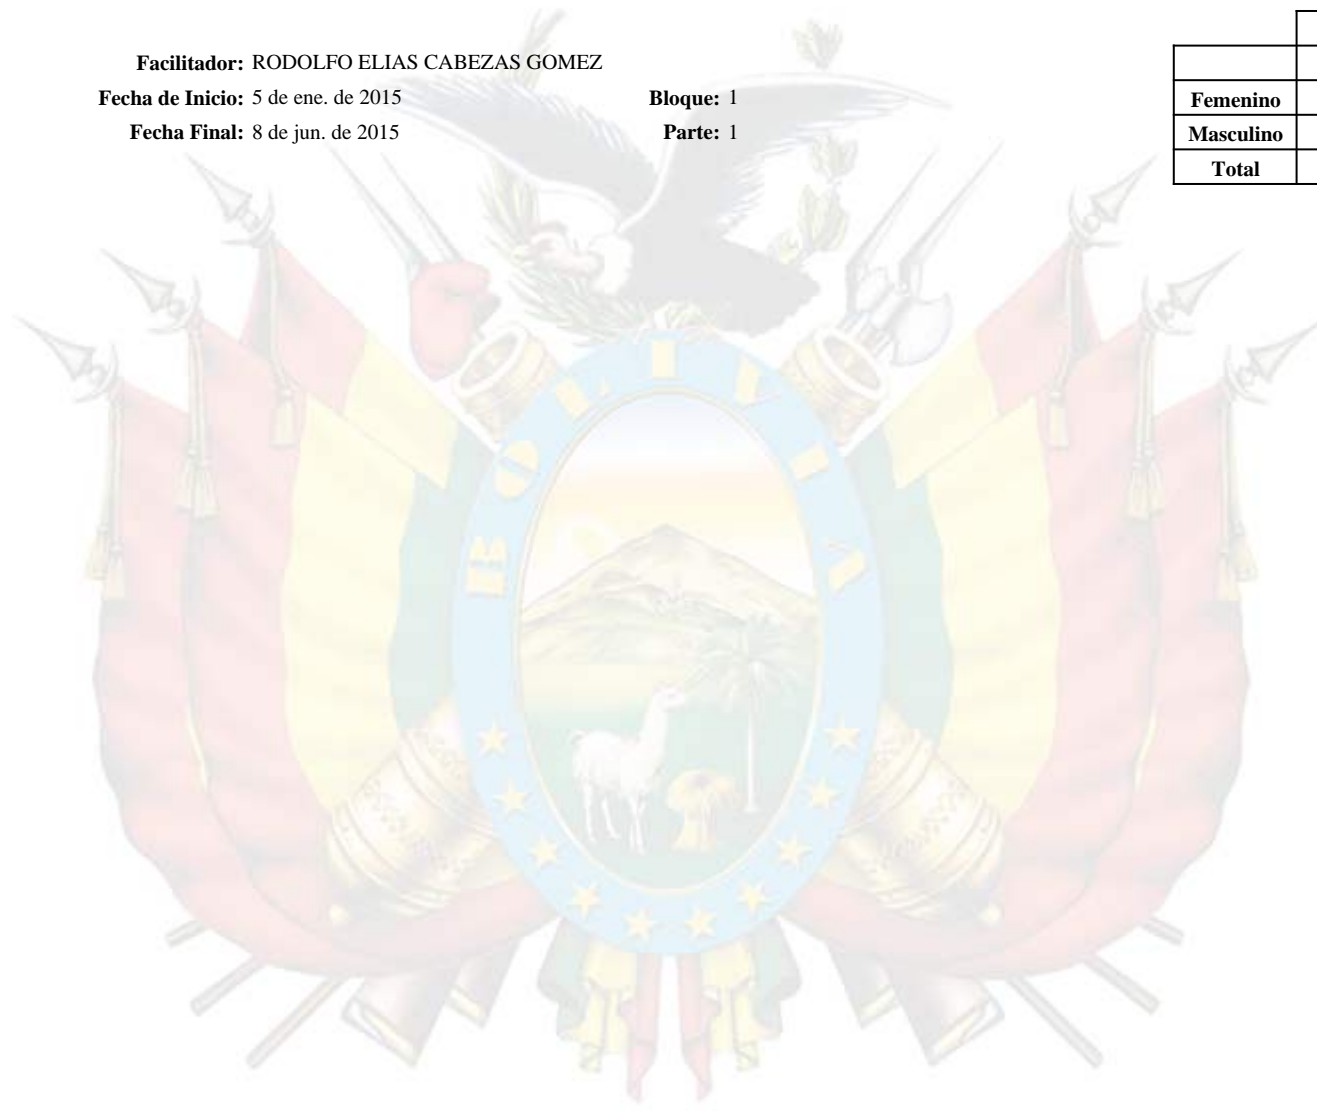 Facilitador: RODOLFO ELIAS CABEZAS GOMEZ
Fecha de Inicio: 5 de ene. de 2015 Bloque: 1
Fecha Final: 8 de jun. de 2015 Parte: 1
Femenino
Masculino
Total
BOLIVIA